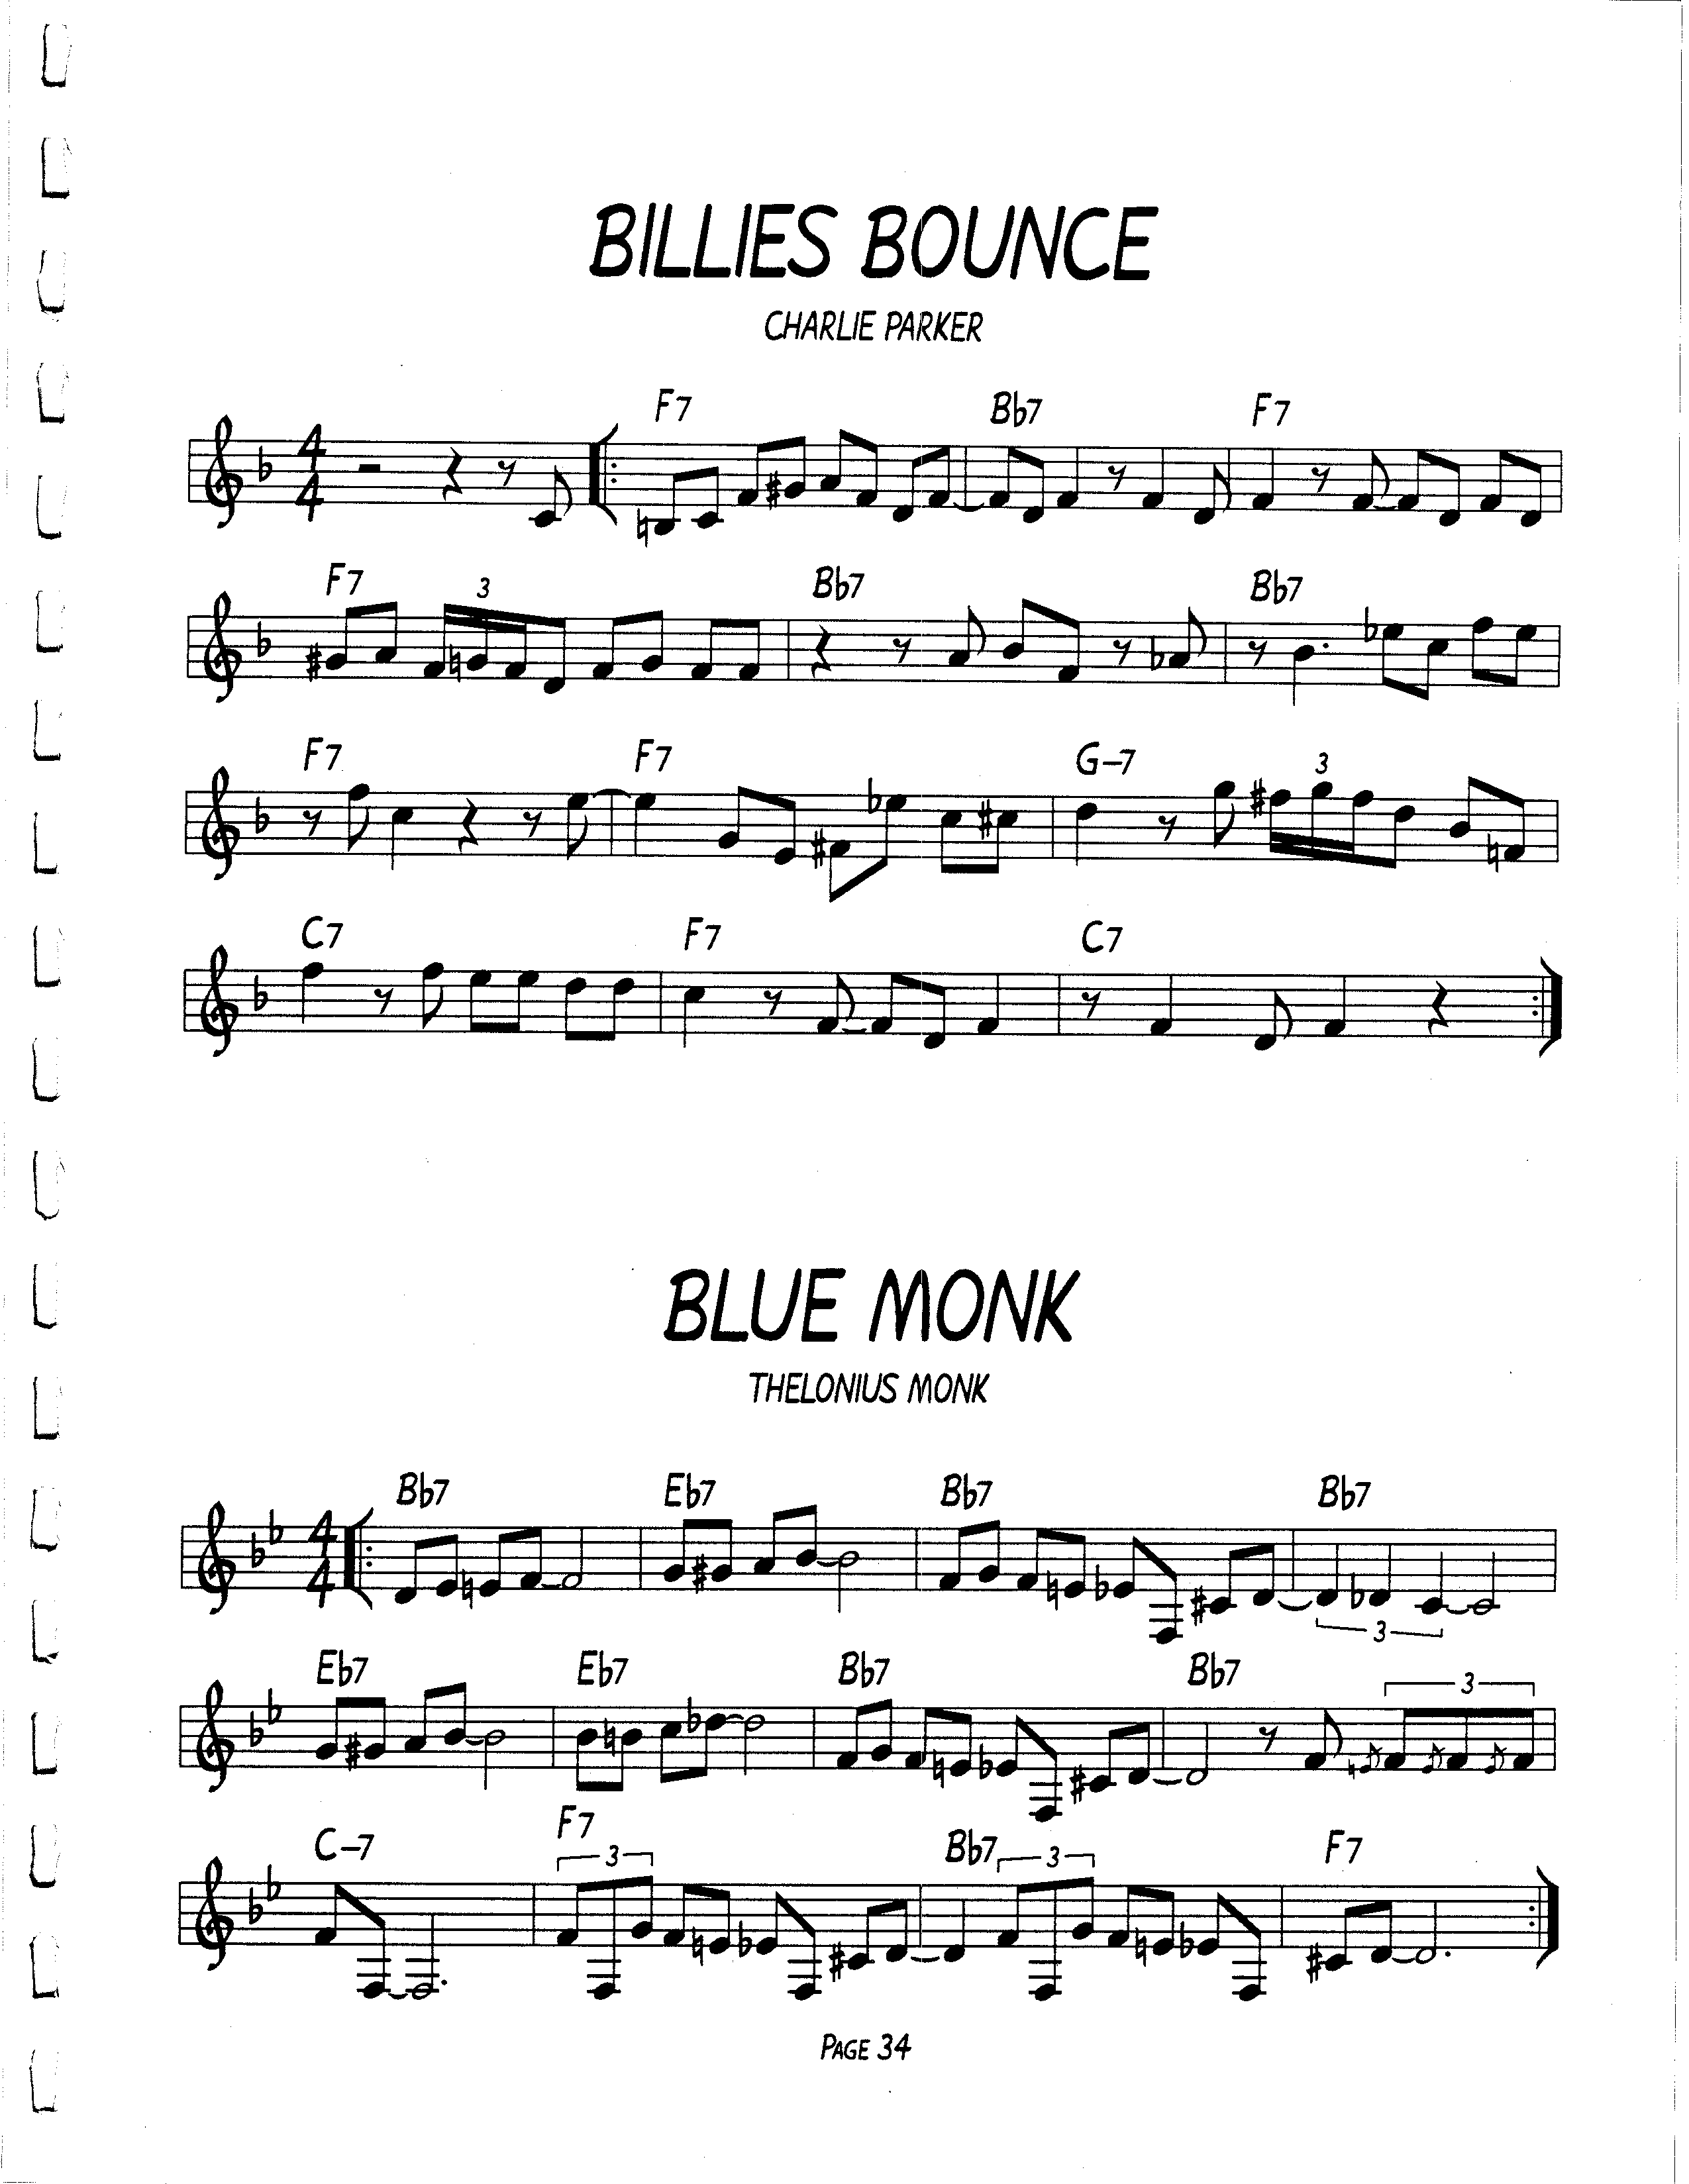 BILLIES BOUNCE
CHARLIE PARKER
4 4
F7 Bb7 F7
F7 3 Bb7 Bb7
F7 F7 G-7 3
C7 F7 C7
BLUE MONK
THELONIUS MONK
4 4
Bb7 Eb7 Bb7 Bb7
3
Eb7 Eb7 Bb7 Bb7 3
C-7 F7 3 Bb7 3 F7
PAGE 34